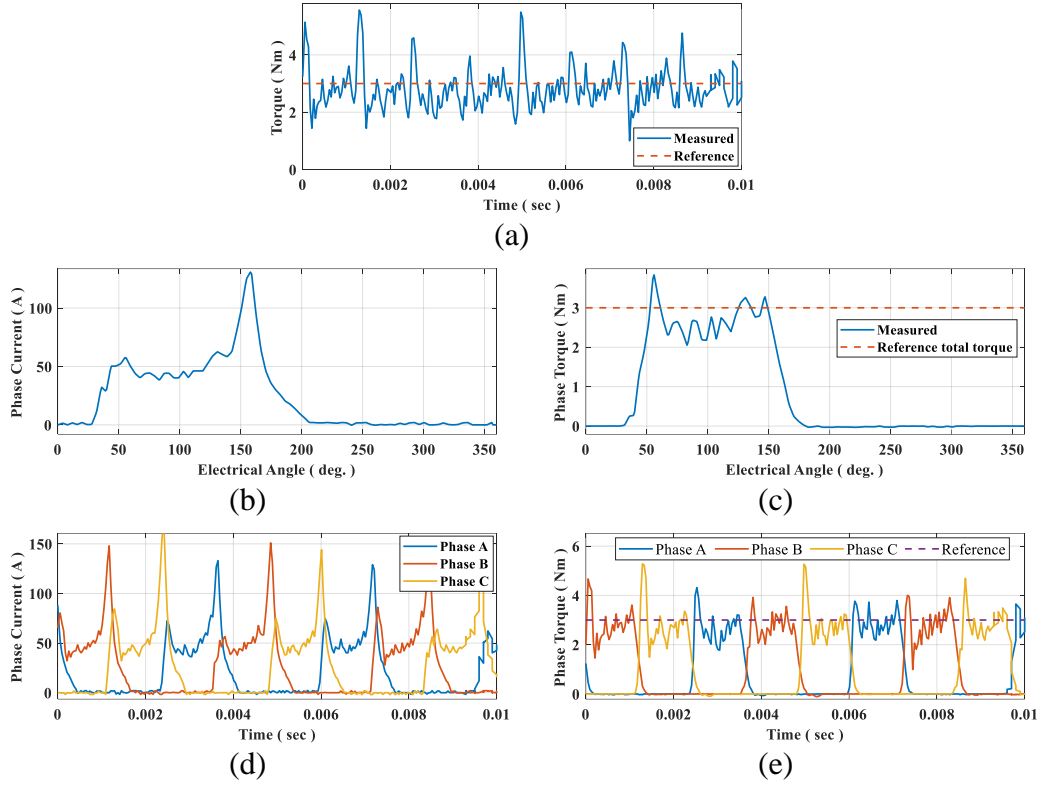 4
2
0
Torque ( Nm )
Measured
Reference
0 0.002 0.004 0.006 0.008 0.01
Time ( sec )
(a)
100
50
0
Phase Current ( A )
0 50 100 150 200 250 300 350
Electrical Angle ( deg. )
(b)
4
3
2
1
0
Phase Torque ( Nm )
Measured
Reference total torque
0 50 100 150 200 250 300 350
Electrical Angle ( deg. )
(c)
150
100
50
0
Phase Current ( A )
Phase A
Phase B
Phase C
0 0.002 0.004 0.006 0.008 0.01
Time ( sec )
(d)
6
4
2
0
Phase Torque ( Nm )
Phase A Phase B Phase C Reference
0 0.002 0.004 0.006 0.008 0.01
Time ( sec )
(e)